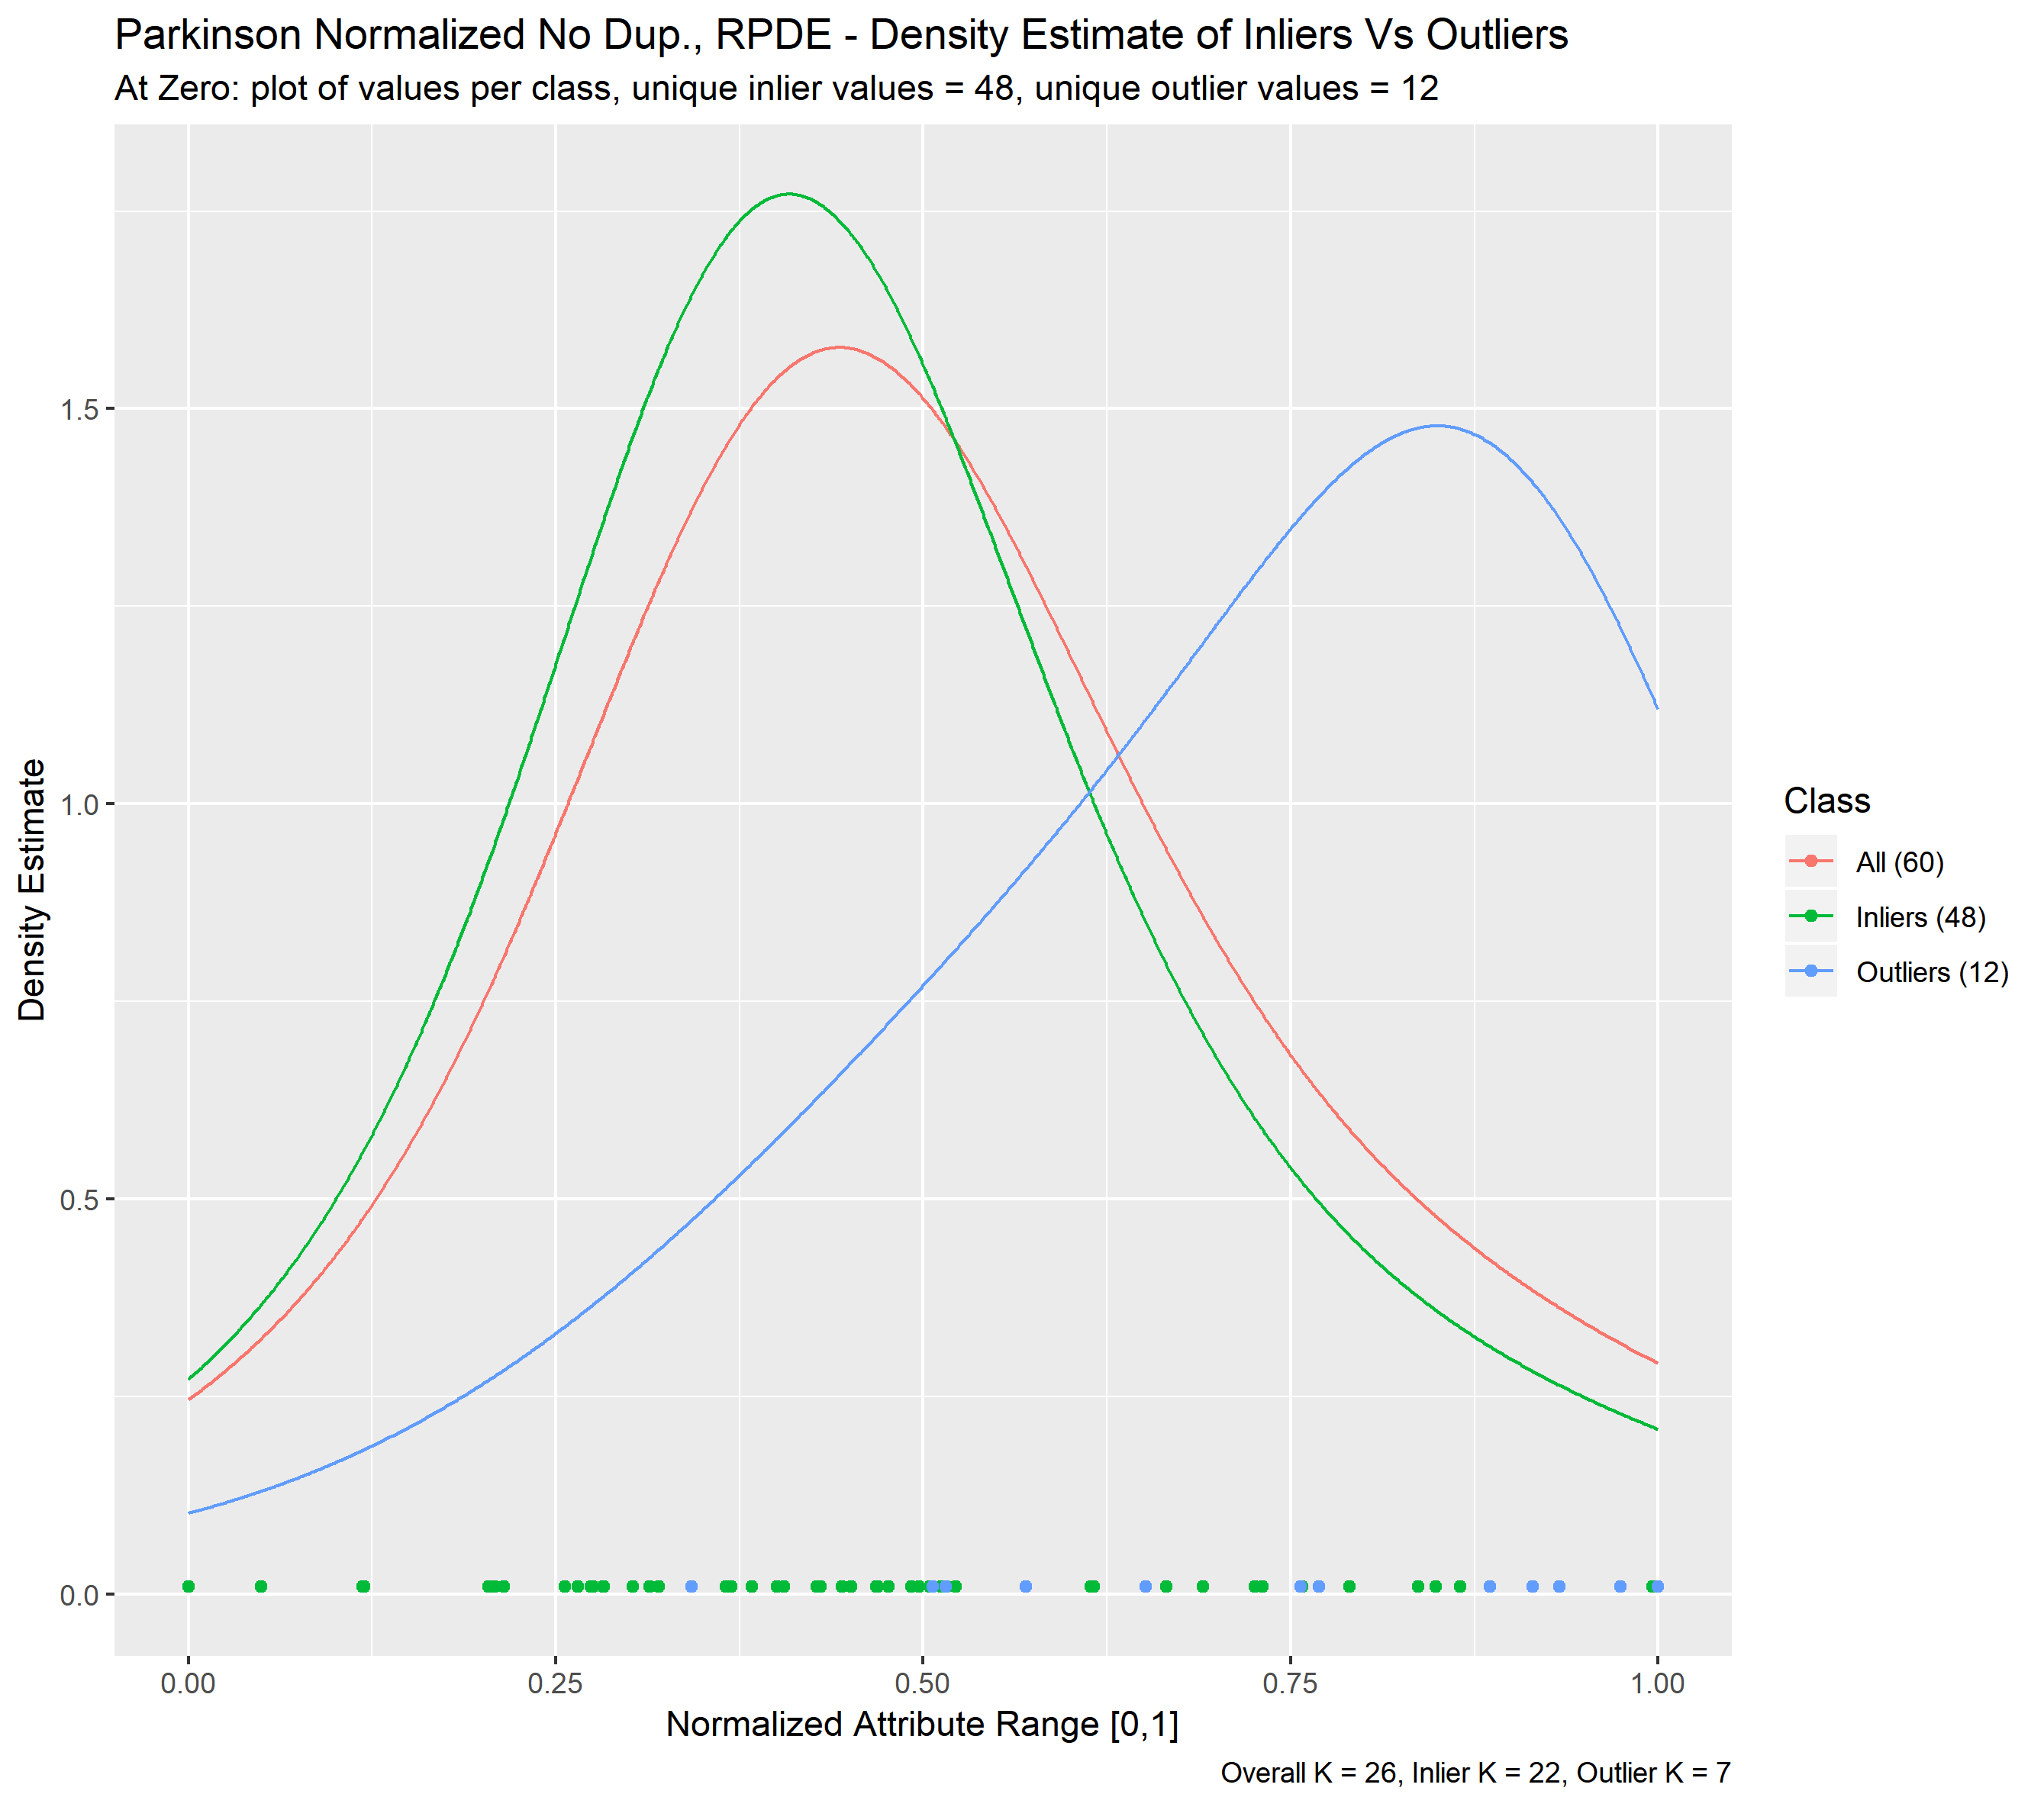 Parkinson Normalized No Dup., RPDE - Density Estimate of Inliers Vs Outliers
At Zero: plot of values per class, unique inlier values = 48, unique outlier values = 12
Density Estimate
1.5
1.0
0.5
0.0
0.00 0.25 0.50 0.75 1.00
Normalized Attribute Range [0,1]
Class
All (60)
Inliers (48)
Outliers (12)
Overall K = 26, Inlier K = 22, Outlier K = 7